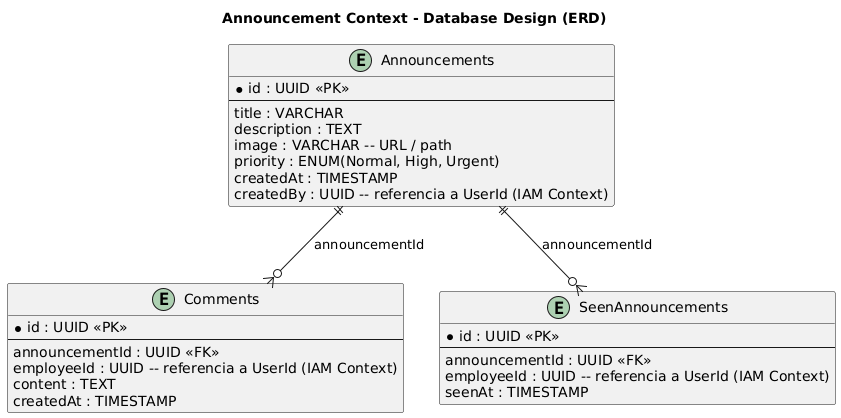 Announcement Context - Database Design (ERD)
E Announcements
id : UUID «PK»
title : VARCHAR
description : TEXT
image : VARCHAR -- URL / path
priority : ENUM(Normal, High, Urgent)
createdAt : TIMESTAMP
createdBy : UUID -- referencia a UserId (IAM Context)
announcementId
announcementId
E Comments
id : UUID «PK»
announcementId : UUID «FK»
employeeId : UUID -- referencia a UserId (IAM Context)
content : TEXT
createdAt : TIMESTAMP
E SeenAnnouncements
id : UUID «PK»
announcementId : UUID «FK»
employeeId : UUID -- referencia a UserId (IAM Context)
seenAt : TIMESTAMP